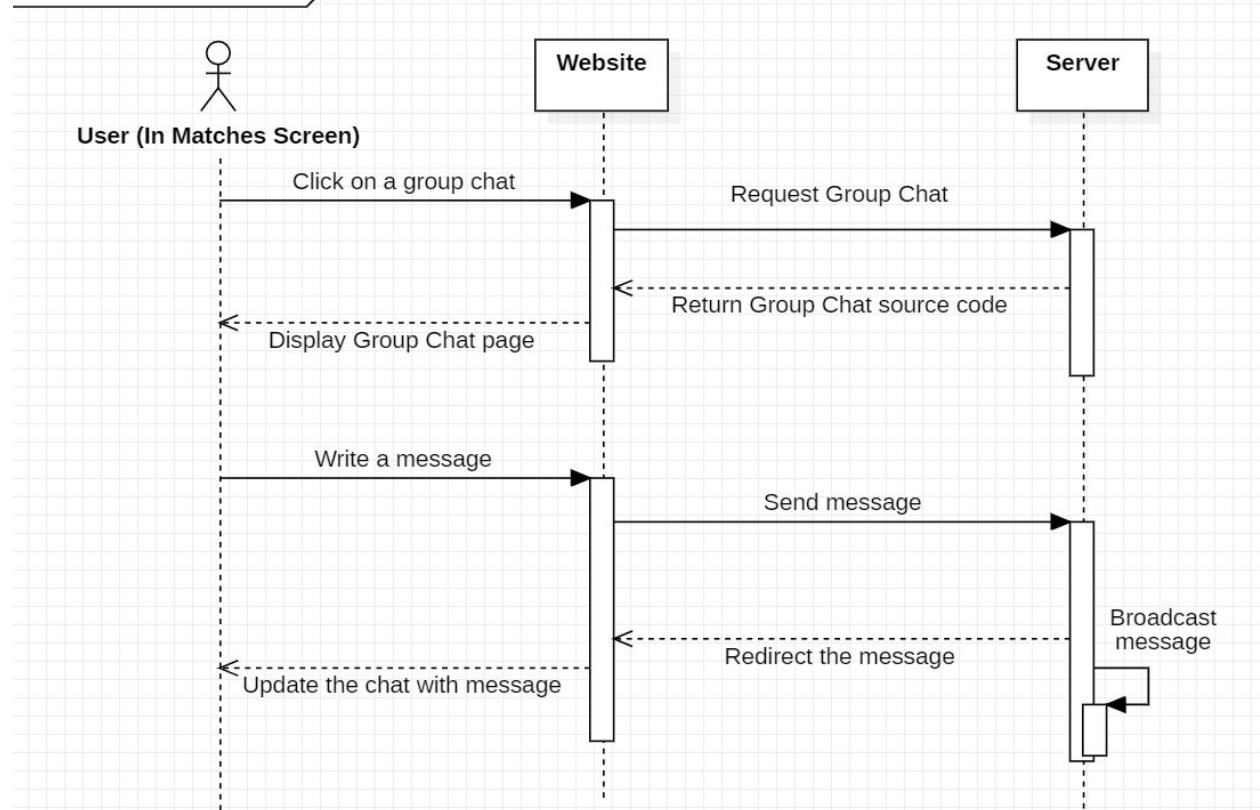 Website
Server
User (In Matches Screen)
Click on a group chat
Request Group Chat
Return Group Chat source code
Display Group Chat page
Write a message
Send message
Broadcast
message
Redirect the message
Update the chat with message